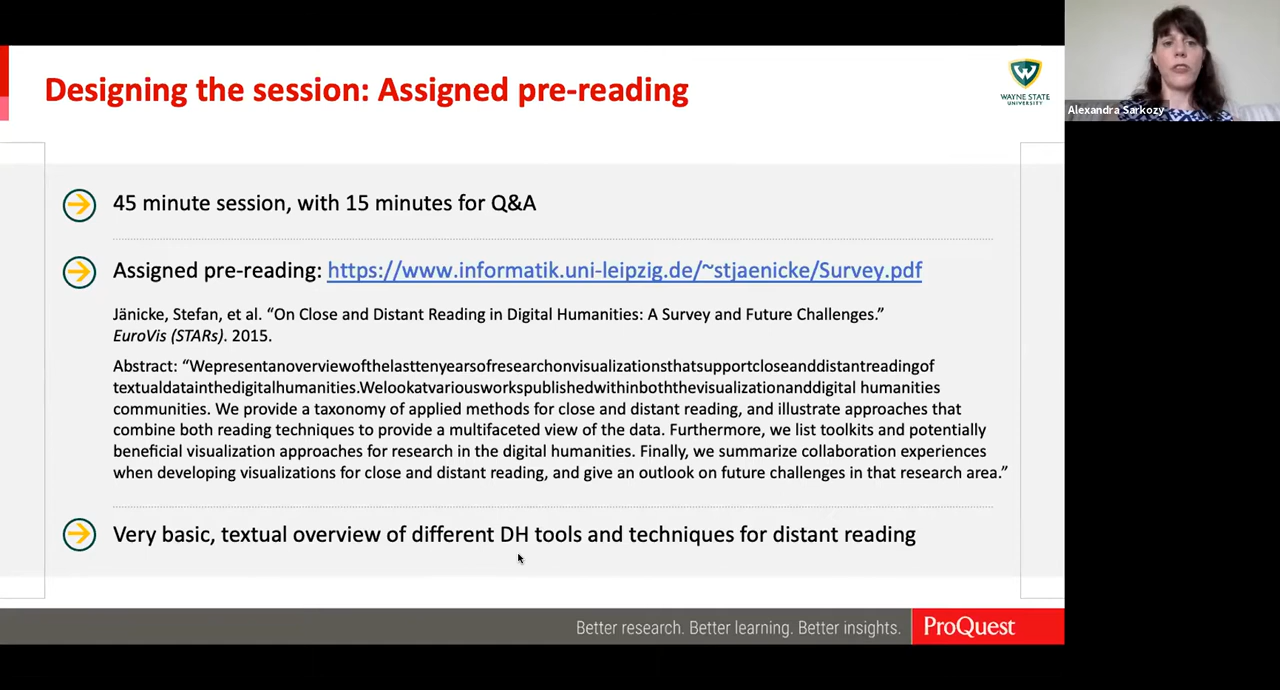 Designing the session: Assigned pre-reading
WAYNE STATE
UNIVERSITY
Alexandra Sarkozy
45 minute session, with 15 minutes for Q&A
Assigned pre-reading: https://www.informatik.uni-leipzig.de/~stjaenicke/Survey.pdf
Jänicke, Stefan, et al. “On Close and Distant Reading in Digital Humanities: A Survey and Future Challenges.”
EuroVis (STARs). 2015.
Abstract: “Wepresentanoverviewofthelasttenyearsofresearchonvisualizationsthatsupportcloseanddistantreadingof
textualdatainthedigitalhumanities.Welookatvariousworkspublishedwithinboththevisualizationanddigital humanities
communities. We provide a taxonomy of applied methods for close and distant reading, and illustrate approaches that
combine both reading techniques to provide a multifaceted view of the data. Furthermore, we list toolkits and potentially
beneficial visualization approaches for research in the digital humanities. Finally, we summarize collaboration experiences
when developing visualizations for close and distant reading, and give an outlook on future challenges in that research area.”
Very basic, textual overview of different DH tools and techniques for distant reading
Better research. Better learning. Better insights.
ProQuest